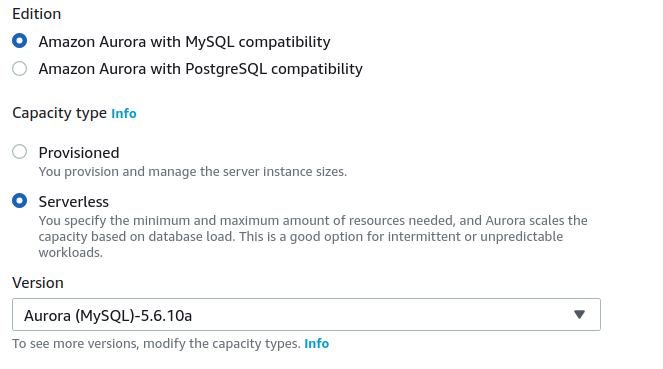 Edition
Amazon Aurora with MySQL compatibility
Amazon Aurora with PostgreSQL compatibility
Capacity type Info
Provisioned
You provision and manage the server instance sizes.
Serverless
You specify the minimum and maximum amount of resources needed, and Aurora scales the
capacity based on database load. This is a good option for intermittent or unpredictable
workloads.
Version
Aurora (MySQL)-5.6.10a
To see more versions, modify the capacity types. Info